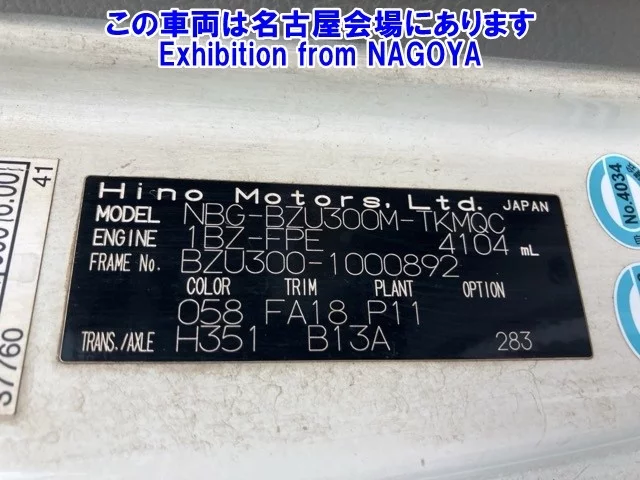 この車両は名古屋会場にあります
Exhibition from NAGOYA
Hino Motors, Ltd. JAPAN
MODEL NBG-BZU300M-TKMQC
ENGINE 1BZ-FPE 4104 mL
FRAME No. BZU300-1000892
COLOR TRIM PLANT OPTION
058 FA18 P11
TRANS./AXLE H351 B13A 283
41
37760
No.4034